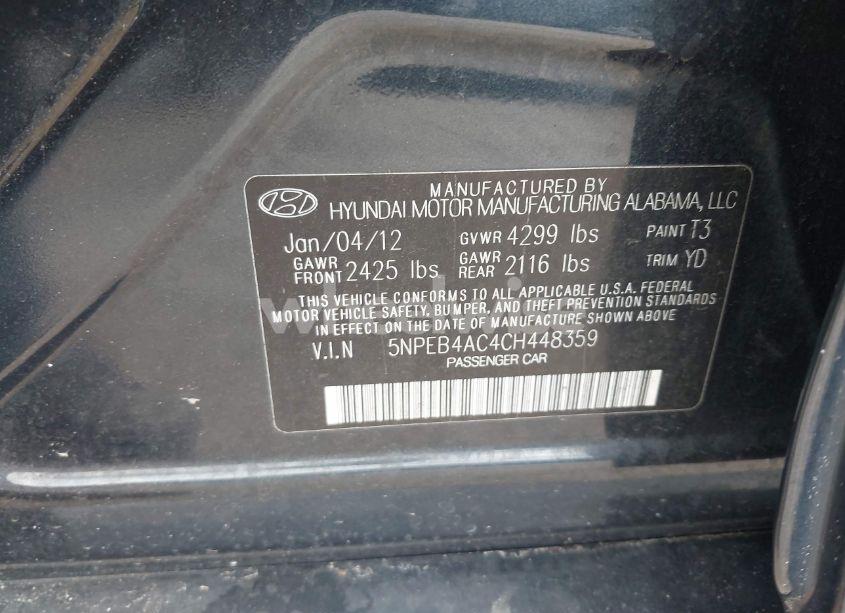 MANUFACTURED BY
HYUNDAI MOTOR MANUFACTURING ALABAMA, LLC
Jan/04/12 GVWR 4299 lbs PAINT T3
GAWR FRONT 2425 lbs GAWR REAR 2116 lbs TRIM YD
THIS VEHICLE CONFORMS TO ALL APPLICABLE U.S.A. FEDERAL
MOTOR VEHICLE SAFETY, BUMPER, AND THEFT PREVENTION STANDARDS
IN EFFECT ON THE DATE OF MANUFACTURE SHOWN ABOVE
V.I.N 5NPEB4AC4CH448359
PASSENGER CAR